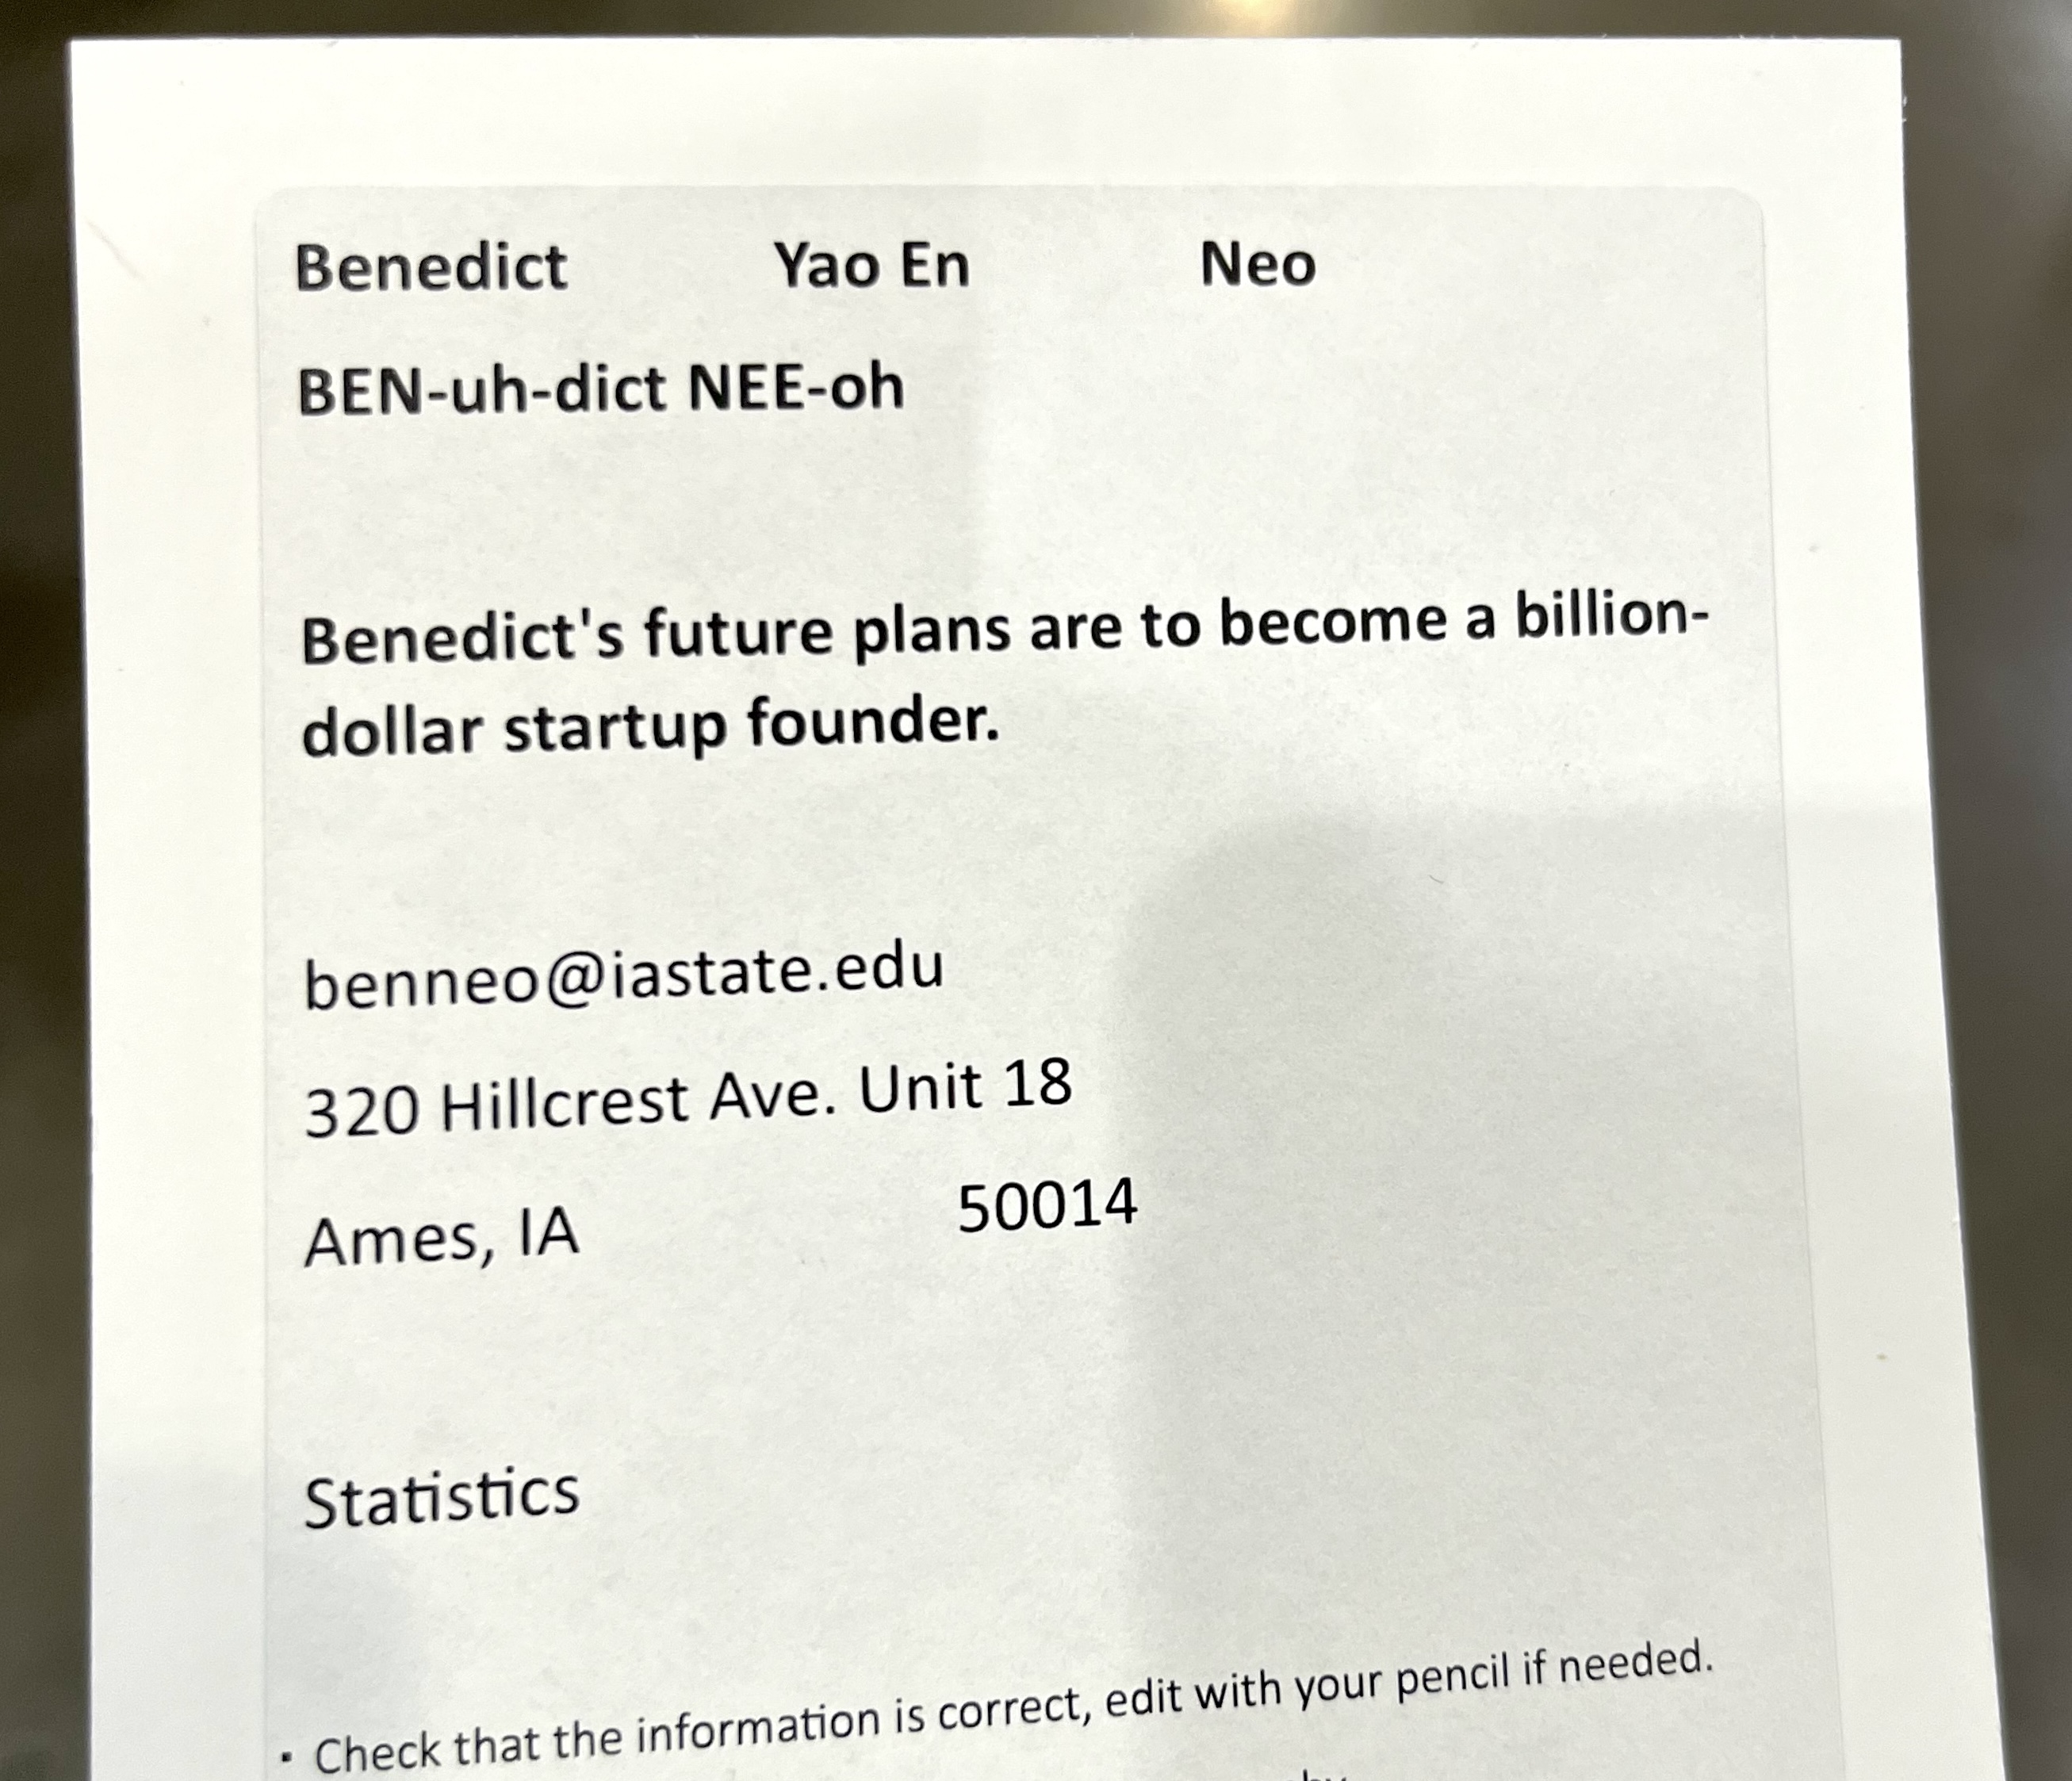 Benedict Yao En Neo
BEN-uh-dict NEE-oh
Benedict's future plans are to become a billion-
dollar startup founder.
benneo@iastate.edu
320 Hillcrest Ave. Unit 18
Ames, IA 50014
Statistics
▪ Check that the information is correct, edit with your pencil if needed.